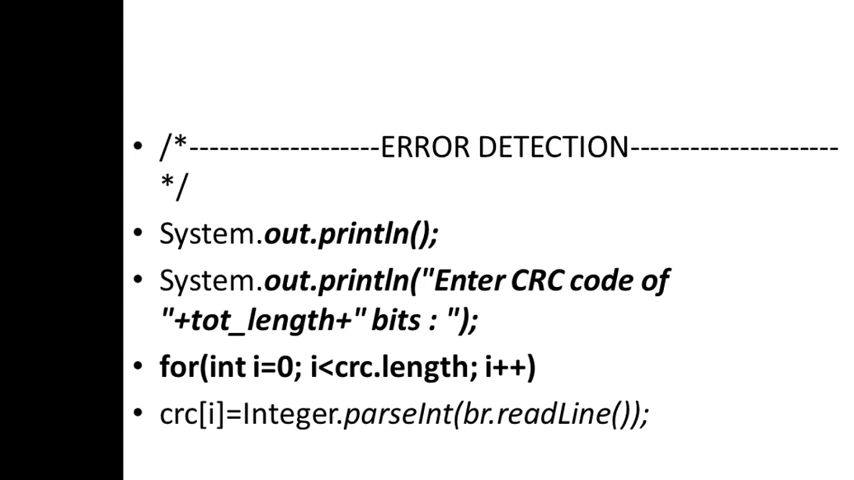 • /*-------------------ERROR DETECTION---------------------
*/
• System.out.println();
• System.out.println("Enter CRC code of
"+tot_length+" bits : ");
• for(int i=0; i<crc.length; i++)
• crc[i]=Integer.parseInt(br.readLine());